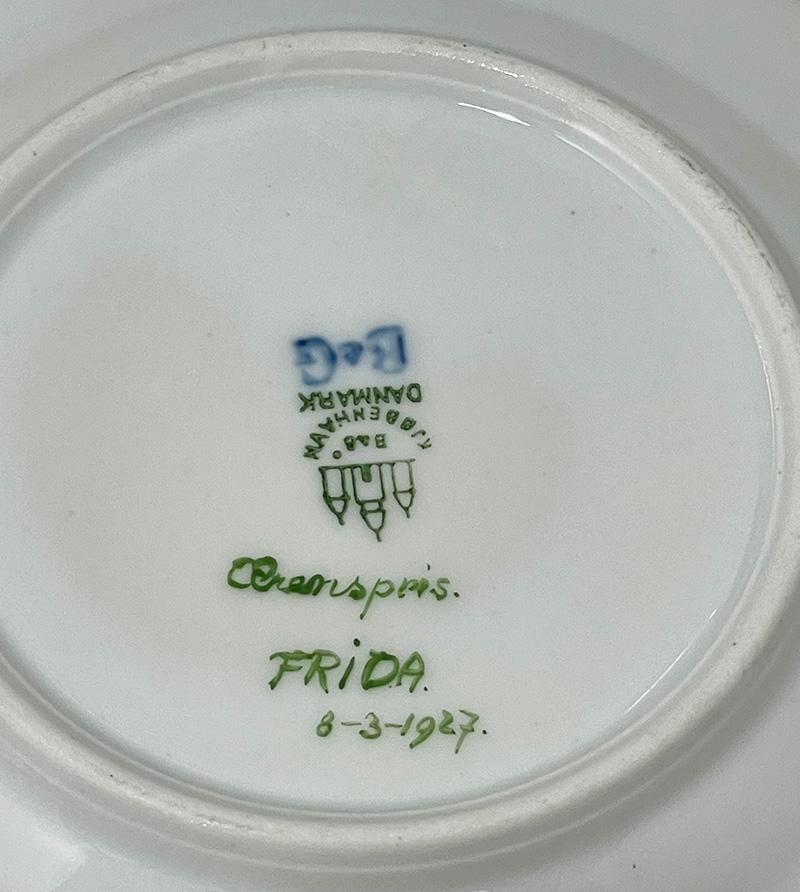 B&G
DANMARK
KJØBENHAVN
B&G
Ærenspris.
FRIDA.
8-3-1927.